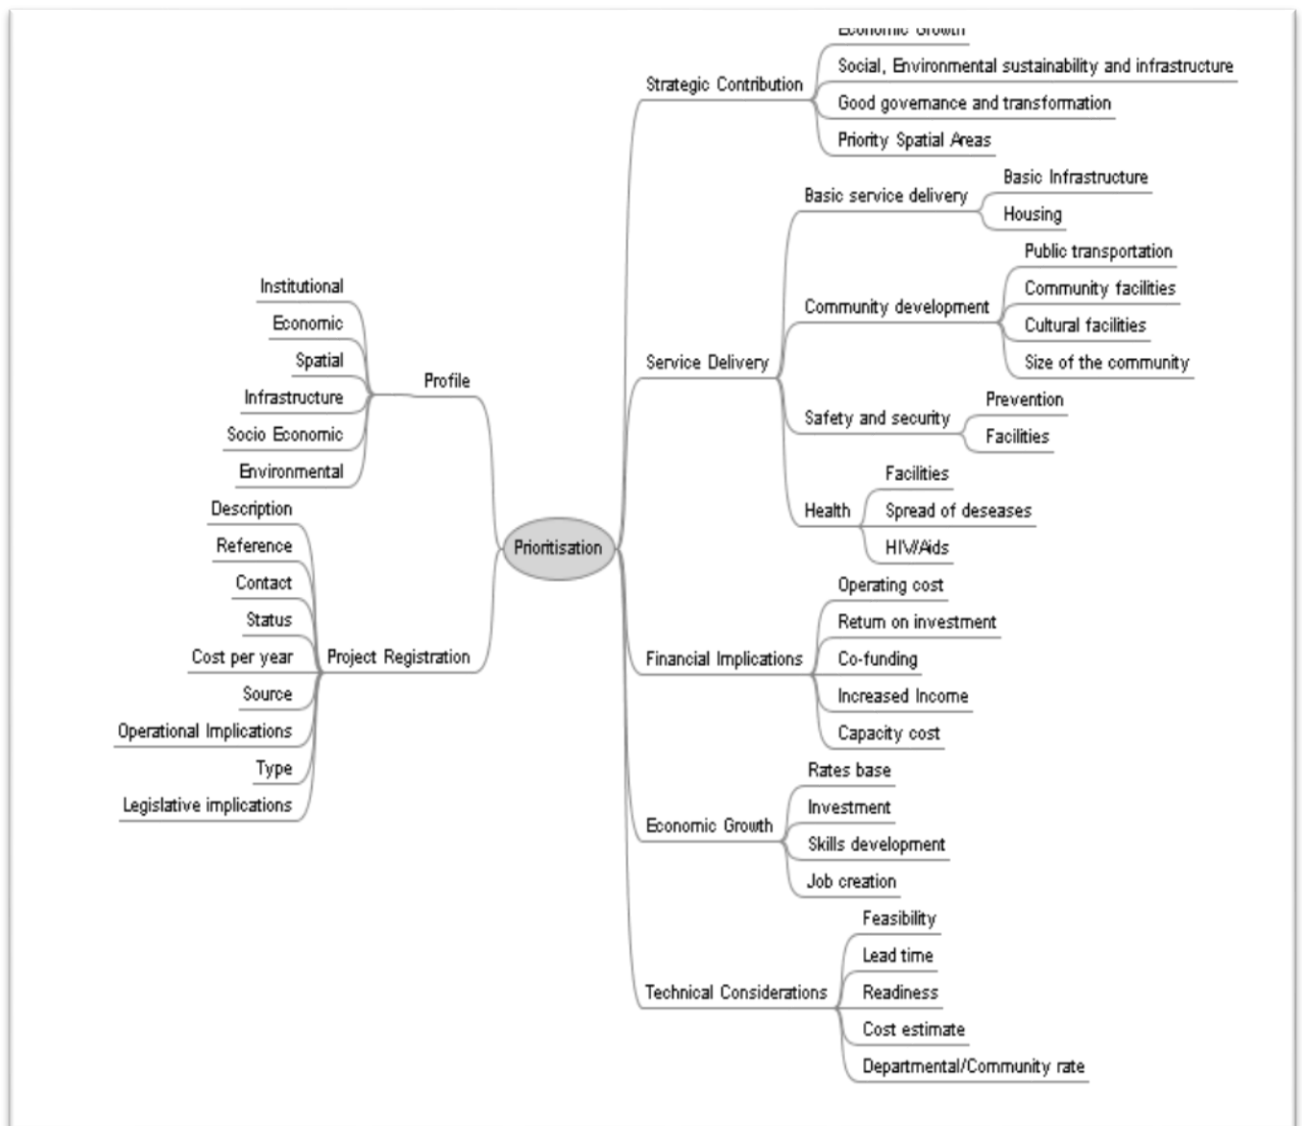 Economic Growth
Social, Environmental sustainability and infrastructure
Strategic Contribution
Good governance and transformation
Priority Spatial Areas
Basic Infrastructure
Basic service delivery
Housing
Public transportation
Community facilities
Community development
Cultural facilities
Size of the community
Service Delivery
Prevention
Safety and security
Facilities
Facilities
Health
Spread of deseases
HIV/Aids
Institutional
Economic
Spatial
Profile
Infrastructure
Socio Economic
Environmental
Description
Reference
Contact
Status
Cost per year
Project Registration
Source
Operational Implications
Type
Legislative implications
Prioritisation
Operating cost
Return on investment
Financial Implications
Co-funding
Increased Income
Capacity cost
Rates base
Investment
Economic Growth
Skills development
Job creation
Feasibility
Lead time
Technical Considerations
Readiness
Cost estimate
Departmental/Community rate